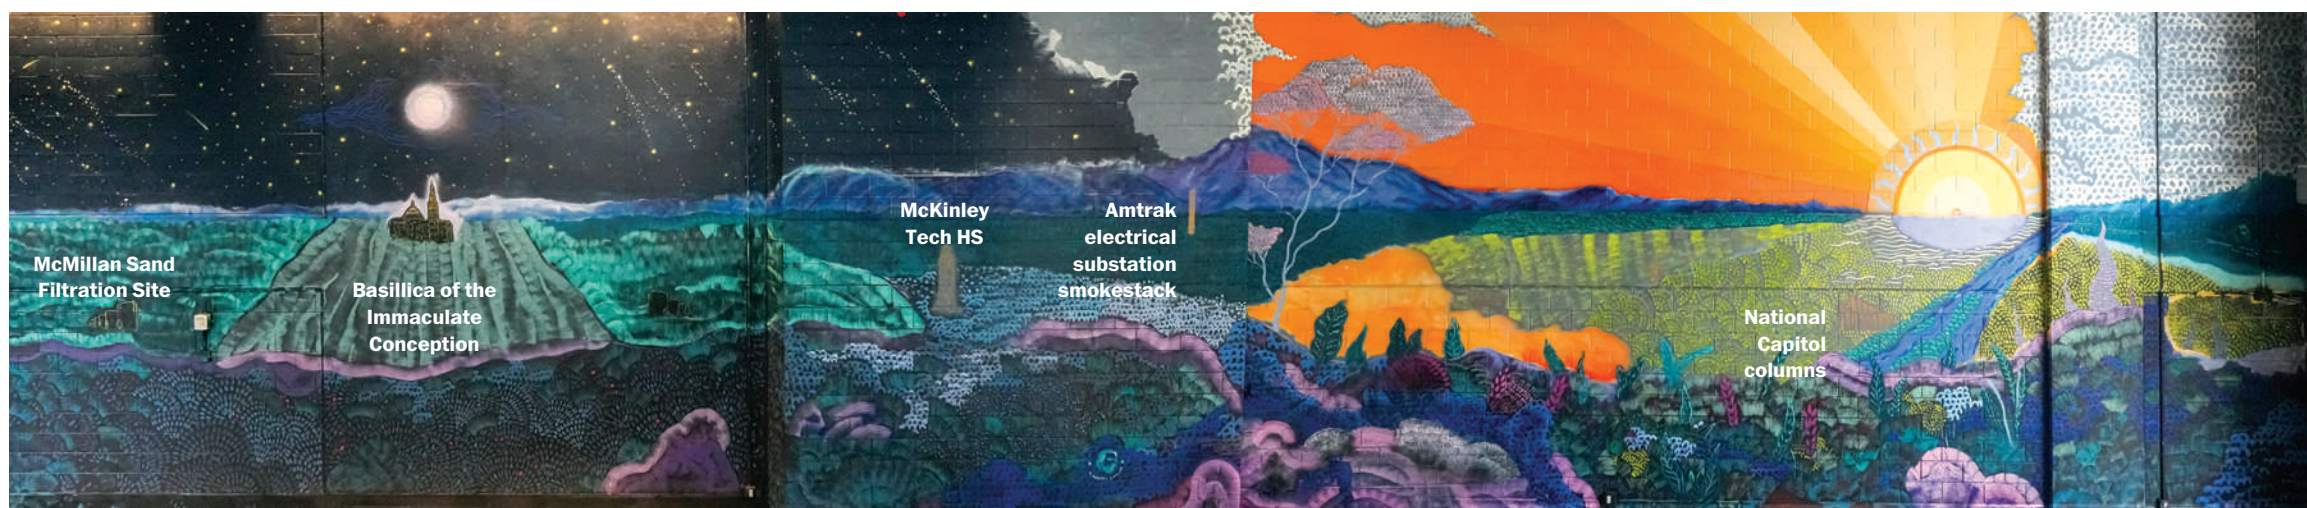 McMillan Sand
Filtration Site
Basillica of the
Immaculate
Conception
McKinley
Tech HS
Amtrak
electrical
substation
smokestack
National
Capitol
columns